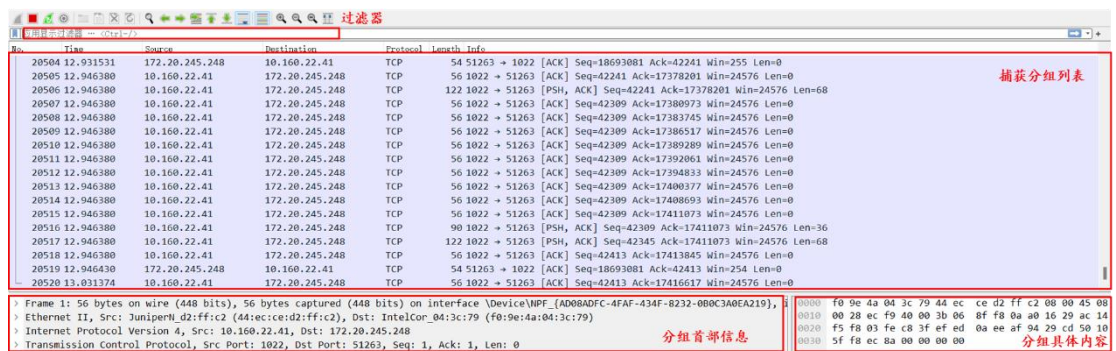 过滤器
应用显示过滤器 … <Ctrl-/>
No. Time Source Destination Protocol Length Info
20504 12.931531 172.20.245.248 10.160.22.41 TCP 54 51263 → 1022 [ACK] Seq=18693081 Ack=42241 Win=255 Len=0
20505 12.946380 10.160.22.41 172.20.245.248 TCP 56 1022 → 51263 [ACK] Seq=42241 Ack=17378201 Win=24576 Len=0
捕获分组列表
20506 12.946380 10.160.22.41 172.20.245.248 TCP 122 1022 → 51263 [PSH, ACK] Seq=42241 Ack=17378201 Win=24576 Len=68
20507 12.946380 10.160.22.41 172.20.245.248 TCP 56 1022 → 51263 [ACK] Seq=42309 Ack=17380973 Win=24576 Len=0
20508 12.946380 10.160.22.41 172.20.245.248 TCP 56 1022 → 51263 [ACK] Seq=42309 Ack=17383745 Win=24576 Len=0
20509 12.946380 10.160.22.41 172.20.245.248 TCP 56 1022 → 51263 [ACK] Seq=42309 Ack=17386517 Win=24576 Len=0
20510 12.946380 10.160.22.41 172.20.245.248 TCP 56 1022 → 51263 [ACK] Seq=42309 Ack=17389289 Win=24576 Len=0
20511 12.946380 10.160.22.41 172.20.245.248 TCP 56 1022 → 51263 [ACK] Seq=42309 Ack=17392061 Win=24576 Len=0
20512 12.946380 10.160.22.41 172.20.245.248 TCP 56 1022 → 51263 [ACK] Seq=42309 Ack=17394833 Win=24576 Len=0
20513 12.946380 10.160.22.41 172.20.245.248 TCP 56 1022 → 51263 [ACK] Seq=42309 Ack=17400377 Win=24576 Len=0
20514 12.946380 10.160.22.41 172.20.245.248 TCP 56 1022 → 51263 [ACK] Seq=42309 Ack=17408693 Win=24576 Len=0
20515 12.946380 10.160.22.41 172.20.245.248 TCP 56 1022 → 51263 [ACK] Seq=42309 Ack=17411073 Win=24576 Len=0
20516 12.946380 10.160.22.41 172.20.245.248 TCP 90 1022 → 51263 [PSH, ACK] Seq=42309 Ack=17411073 Win=24576 Len=36
20517 12.946380 10.160.22.41 172.20.245.248 TCP 122 1022 → 51263 [PSH, ACK] Seq=42345 Ack=17411073 Win=24576 Len=68
20518 12.946380 10.160.22.41 172.20.245.248 TCP 56 1022 → 51263 [ACK] Seq=42413 Ack=17413845 Win=24576 Len=0
20519 12.946430 172.20.245.248 10.160.22.41 TCP 54 51263 → 1022 [ACK] Seq=18693081 Ack=42413 Win=254 Len=0
20520 13.031374 10.160.22.41 172.20.245.248 TCP 56 1022 → 51263 [ACK] Seq=42413 Ack=17416617 Win=24576 Len=0
Frame 1: 56 bytes on wire (448 bits), 56 bytes captured (448 bits) on interface \Device\NPF_{AD08ADFC-4FAF-434F-8232-0B0C3A0EA219}, i
Ethernet II, Src: JuniperN_d2:ff:c2 (44:ec:ce:d2:ff:c2), Dst: IntelCor_04:3c:79 (f0:9e:4a:04:3c:79)
Internet Protocol Version 4, Src: 10.160.22.41, Dst: 172.20.245.248
Transmission Control Protocol, Src Port: 1022, Dst Port: 51263, Seq: 1, Ack: 1, Len: 0
分组首部信息
0000 f0 9e 4a 04 3c 79 44 ec ce d2 ff c2 08 00 45 08
0010 00 28 ec f9 40 00 3b 06 8f f8 0a a0 16 29 ac 14
0020 f5 f8 03 fe c8 3f ef ed 0a ee af 94 29 cd 50 10
0030 5f f8 ec 8a 00 00 00 00
分组具体内容